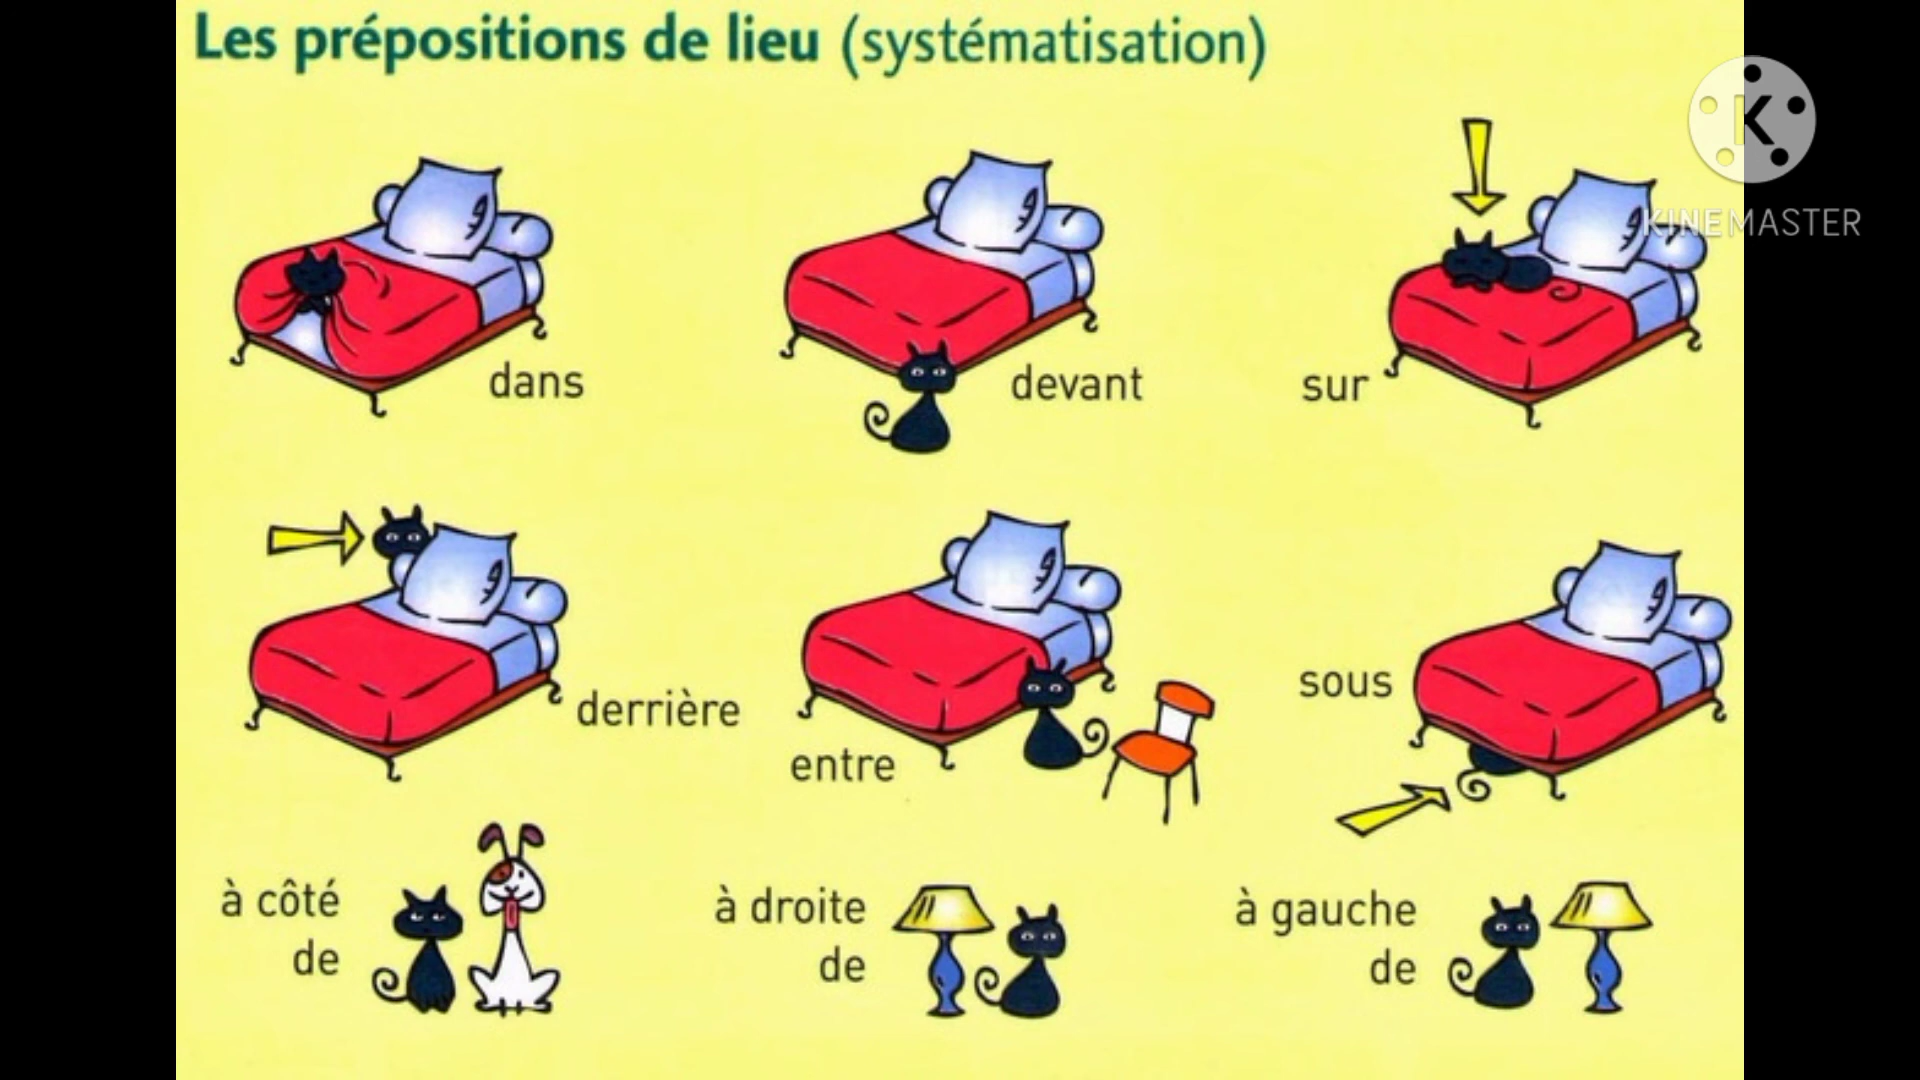 Les prépositions de lieu (systématisation)
K
KINEMASTER
dans
devant
sur
derrière
entre
sous
à côté
de
à droite
de
à gauche
de